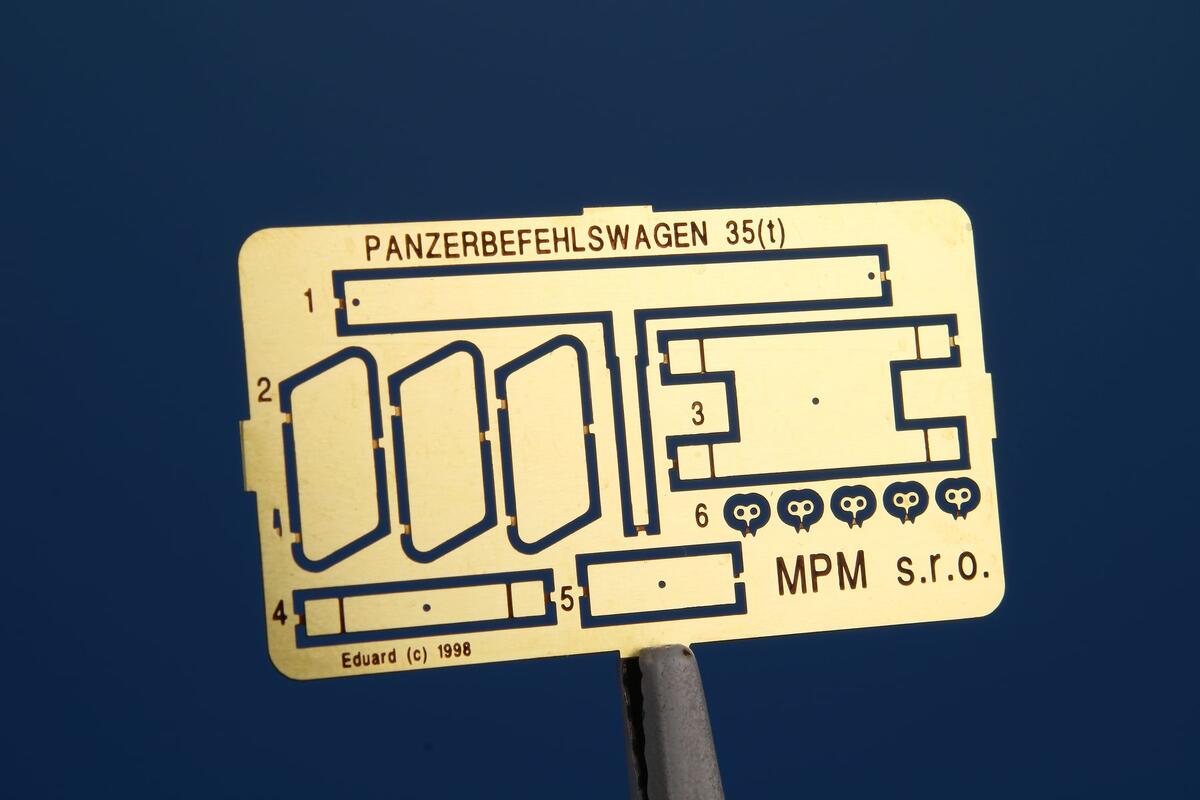 PANZERBEFEHLSWAGEN 35(t)
1
2
3
6
MPM s.r.o.
4
5
Eduard (c) 1998